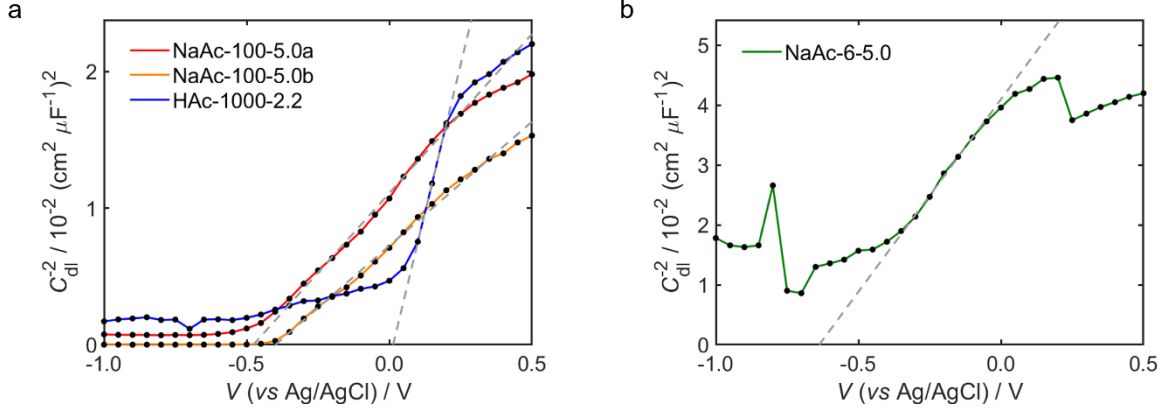 a
NaAc-100-5.0a
NaAc-100-5.0b
HAc-1000-2.2
C_dl^-2 / 10^-2 (cm^2 μF^-1)^2
2
1
0
-1.0
-0.5
0.0
0.5
V (vs Ag/AgCl) / V
b
NaAc-6-5.0
C_dl^-2 / 10^-2 (cm^2 μF^-1)^2
5
4
3
2
1
0
-1.0
-0.5
0.0
0.5
V (vs Ag/AgCl) / V